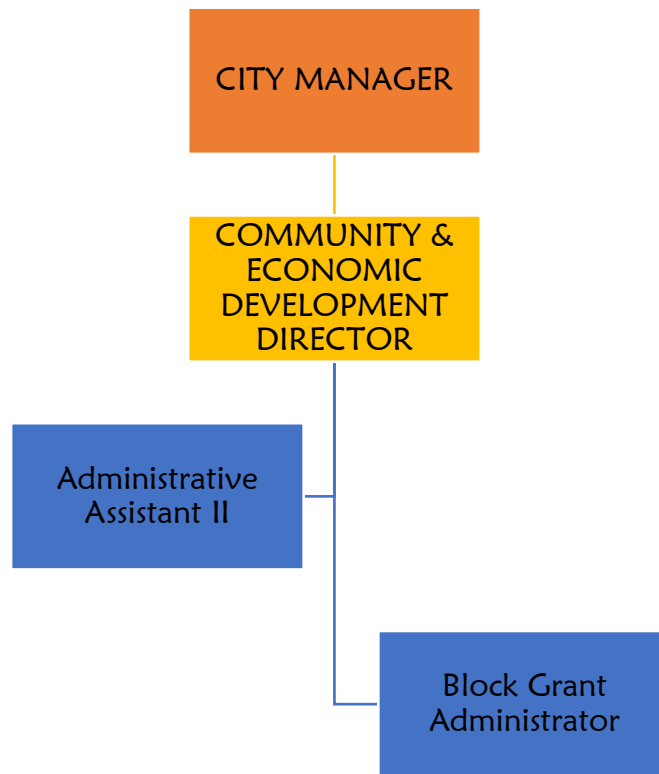 CITY MANAGER
COMMUNITY &
ECONOMIC
DEVELOPMENT
DIRECTOR
Administrative
Assistant II
Block Grant
Administrator